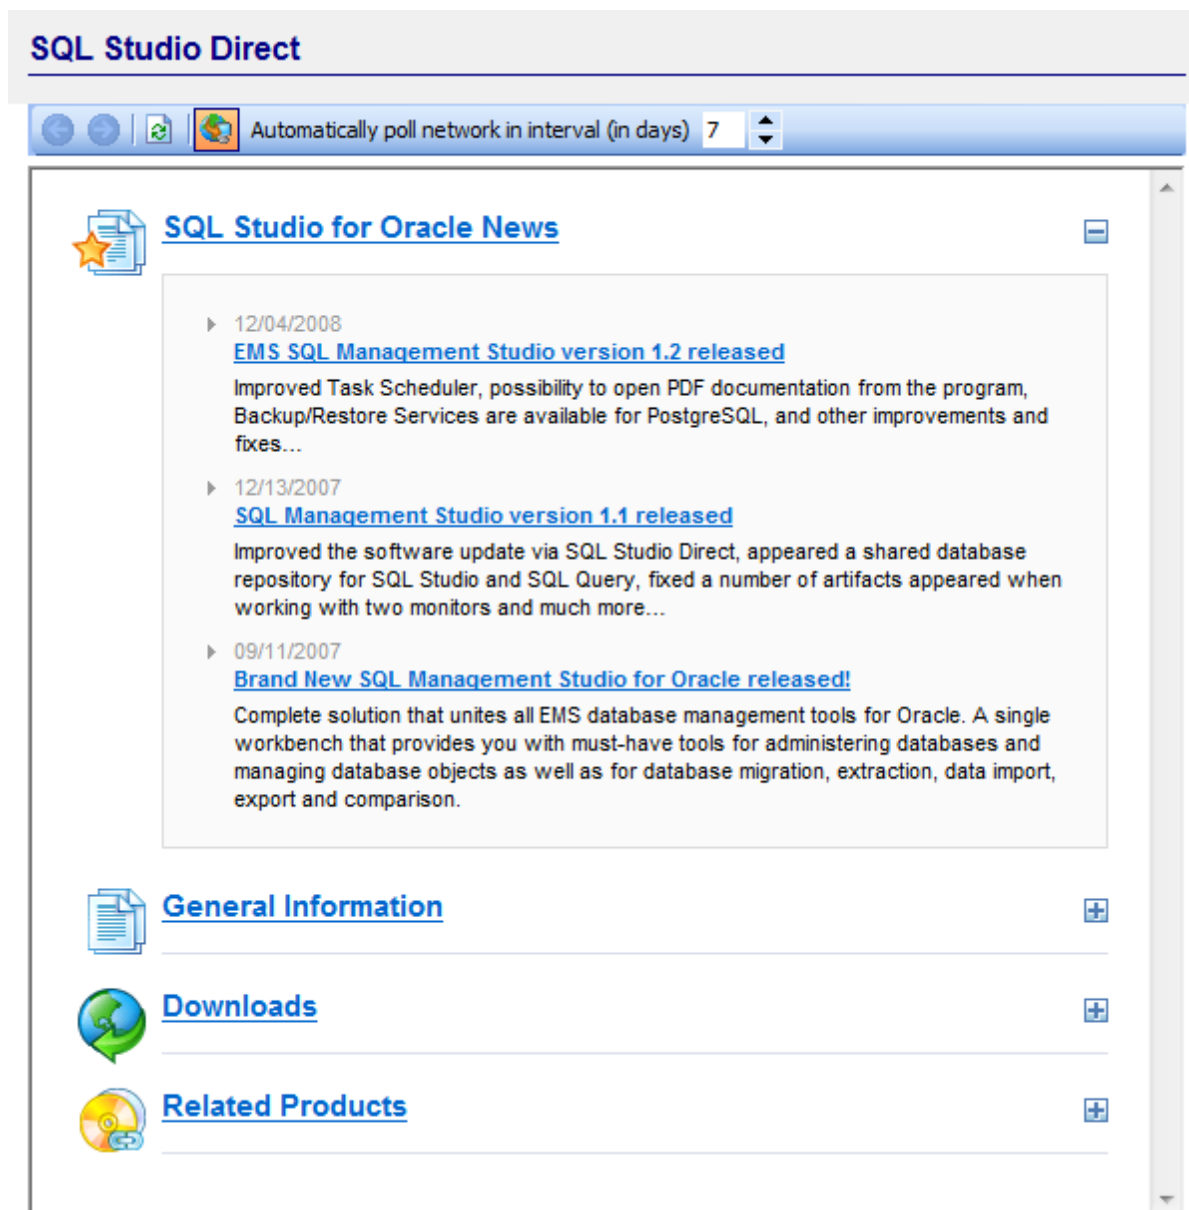 SQL Studio Direct
Automatically poll network in interval (in days) 7
SQL Studio for Oracle News
12/04/2008
EMS SQL Management Studio version 1.2 released
Improved Task Scheduler, possibility to open PDF documentation from the program,
Backup/Restore Services are available for PostgreSQL, and other improvements and
fixes...
12/13/2007
SQL Management Studio version 1.1 released
Improved the software update via SQL Studio Direct, appeared a shared database
repository for SQL Studio and SQL Query, fixed a number of artifacts appeared when
working with two monitors and much more...
09/11/2007
Brand New SQL Management Studio for Oracle released!
Complete solution that unites all EMS database management tools for Oracle. A single
workbench that provides you with must-have tools for administering databases and
managing database objects as well as for database migration, extraction, data import,
export and comparison.
General Information
Downloads
Related Products